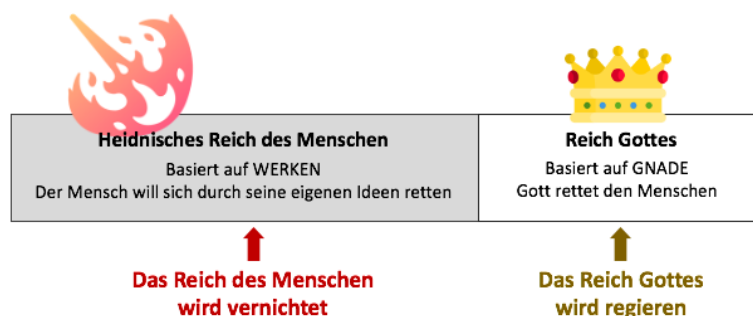 Heidnisches Reich des Menschen
Basiert auf WERKEN
Der Mensch will sich durch seine eigenen Ideen retten
Reich Gottes
Basiert auf GNADE
Gott rettet den Menschen
Das Reich des Menschen
wird vernichtet
Das Reich Gottes
wird regieren